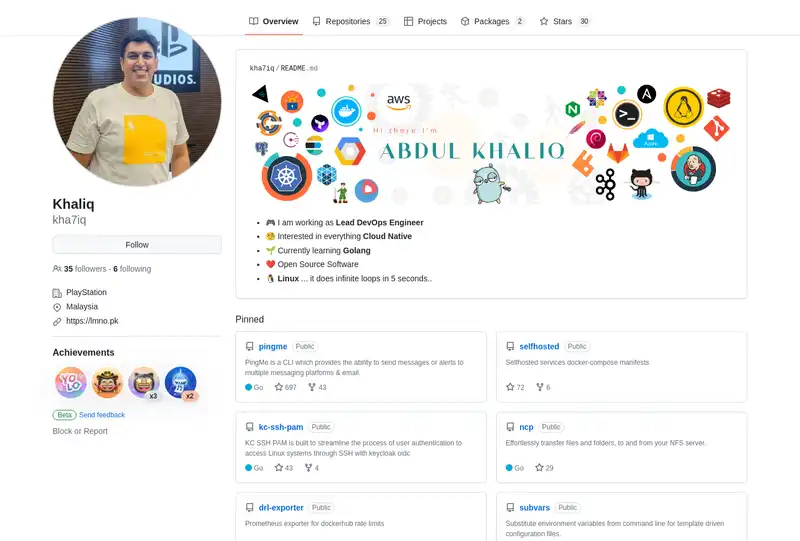 Overview
Repositories 25
Projects
Packages 2
Stars 30
UDIOS.
kha7iq / README.md
aws
Hi there I'm
ABDUL KHALIQ
🎮 I am working as Lead DevOps Engineer
🧐 Interested in everything Cloud Native
🌱 Currently learning Golang
❤️ Open Source Software
🐧 Linux ... it does infinite loops in 5 seconds..
Khaliq
kha7iq
Follow
35 followers · 6 following
PlayStation
Malaysia
https://lmno.pk
Achievements
YOLO
x3
x2
Beta Send feedback
Block or Report
Pinned
pingme Public
PingMe is a CLI which provides the ability to send messages or alerts to
multiple messaging platforms & email.
Go 697 43
selfhosted Public
Selfhosted services docker-compose manifests
72 6
kc-ssh-pam Public
KC SSH PAM is built to streamline the process of user authentication to
access Linux systems through SSH with keycloak oidc
Go 43 4
ncp Public
Effortlessly transfer files and folders, to and from your NFS server.
Go 29
drl-exporter Public
Prometheus exporter for dockerhub rate limits
subvars Public
Substitute environment variables from command line for template driven
configuration files.